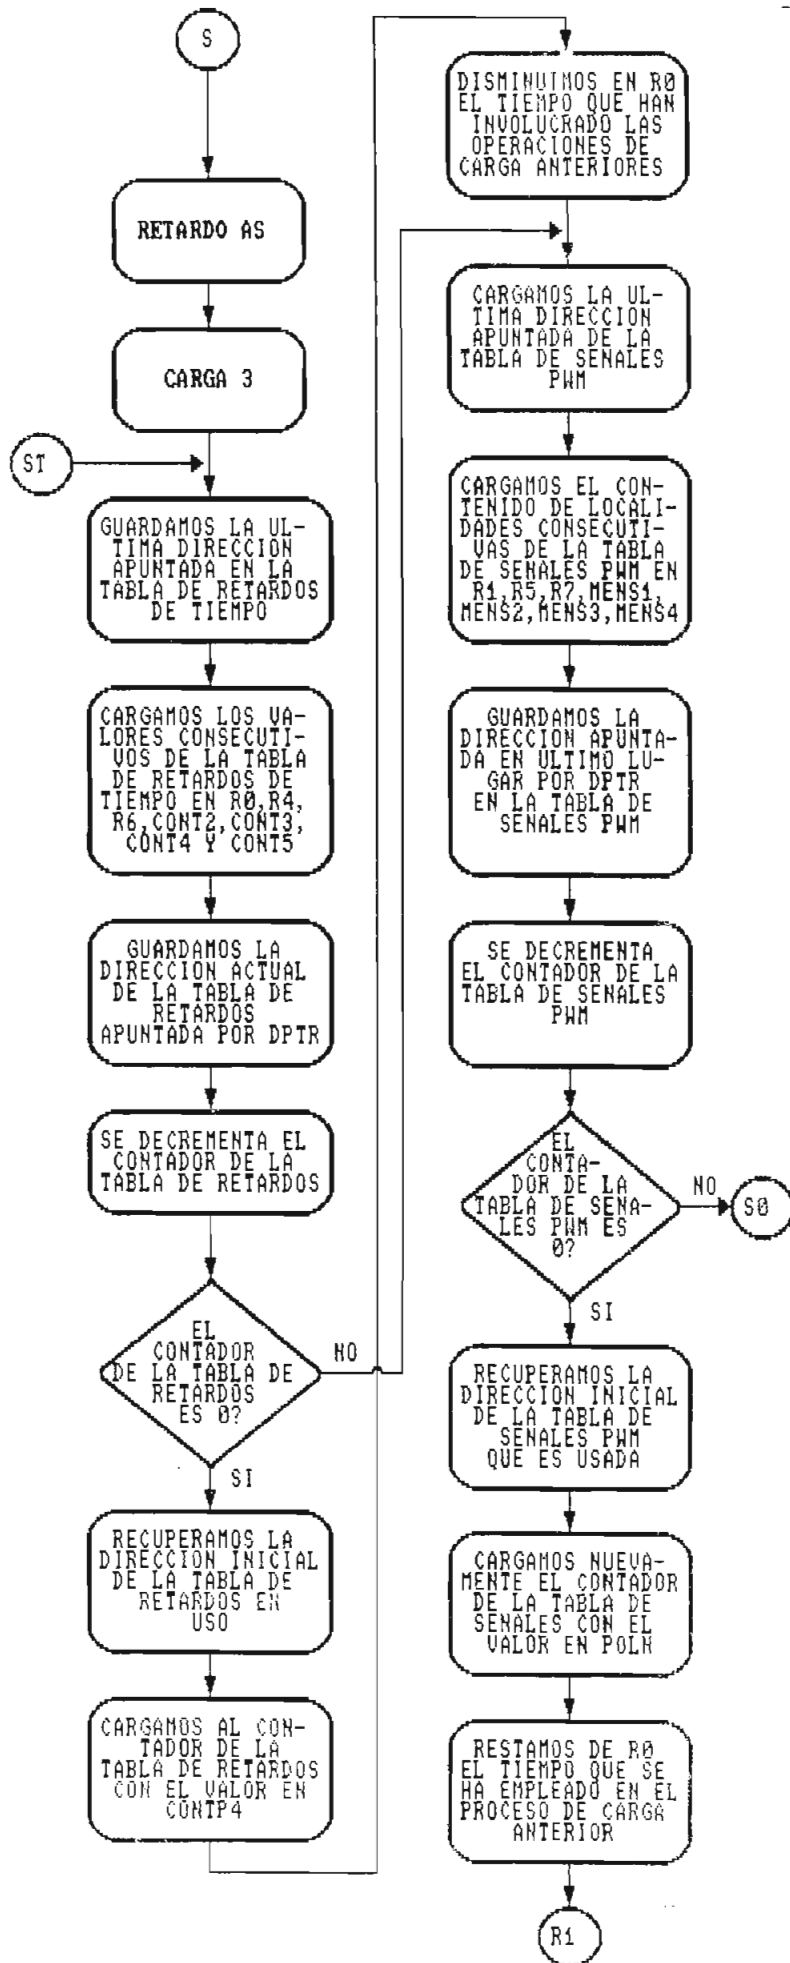 S
RETARDO AS
CARGA 3
ST
GUARDAMOS LA UL-
TIMA DIRECCION
APUNTADA EN LA
TABLA DE RETARDOS
DE TIEMPO
CARGAMOS LOS VA-
LORES CONSECUTI-
VOS DE LA TABLA
DE RETARDOS DE
TIEMPO EN R0,R4,
R6,CONT2,CONT3,
CONT4 Y CONT5
GUARDAMOS LA
DIRECCION ACTUAL
DE LA TABLA DE
RETARDOS
APUNTADA POR DPTR
SE DECREMENTA EL
CONTADOR DE LA
TABLA DE RETARDOS
EL
CONTADOR
DE LA TABLA DE
RETARDOS
ES 0?
NO
SI
RECUPERAMOS LA
DIRECCION INICIAL
DE LA TABLA DE
RETARDOS EN
USO
CARGAMOS AL CON-
TADOR DE LA
TABLA DE RETARDOS
CON EL VALOR EN
CONTP4
DISMINUIMOS EN R0
EL TIEMPO QUE HAN
INVOLUCRADO LAS
OPERACIONES DE
CARGA ANTERIORES
CARGAMOS LA UL-
TIMA DIRECCION
APUNTADA DE LA
TABLA DE SENALES
PWM
CARGAMOS EL CON-
TENIDO DE LOCALI-
DADES CONSECUTI-
VAS DE LA TABLA
DE SENALES PWM EN
R1,R5,R7,MENS1,
MENS2,MENS3,MENS4
GUARDAMOS LA
DIRECCION APUNTA-
DA EN ULTIMO LU-
GAR POR DPTR
EN LA TABLA DE
SENALES PWM
SE DECREMENTA
EL CONTADOR DE LA
TABLA DE SENALES
PWM
EL
CONTA-
DOR DE LA
TABLA DE SENA-
LES PWM ES
0?
NO
S0
SI
RECUPERAMOS LA
DIRECCION INICIAL
DE LA TABLA DE
SENALES PWM
QUE ES USADA
CARGAMOS NUEVA-
MENTE EL CONTADOR
DE LA TABLA DE
SENALES CON EL
VALOR EN POLN
RESTAMOS DE R0
EL TIEMPO QUE SE
HA EMPLEADO EN EL
PROCESO DE CARGA
ANTERIOR
R1